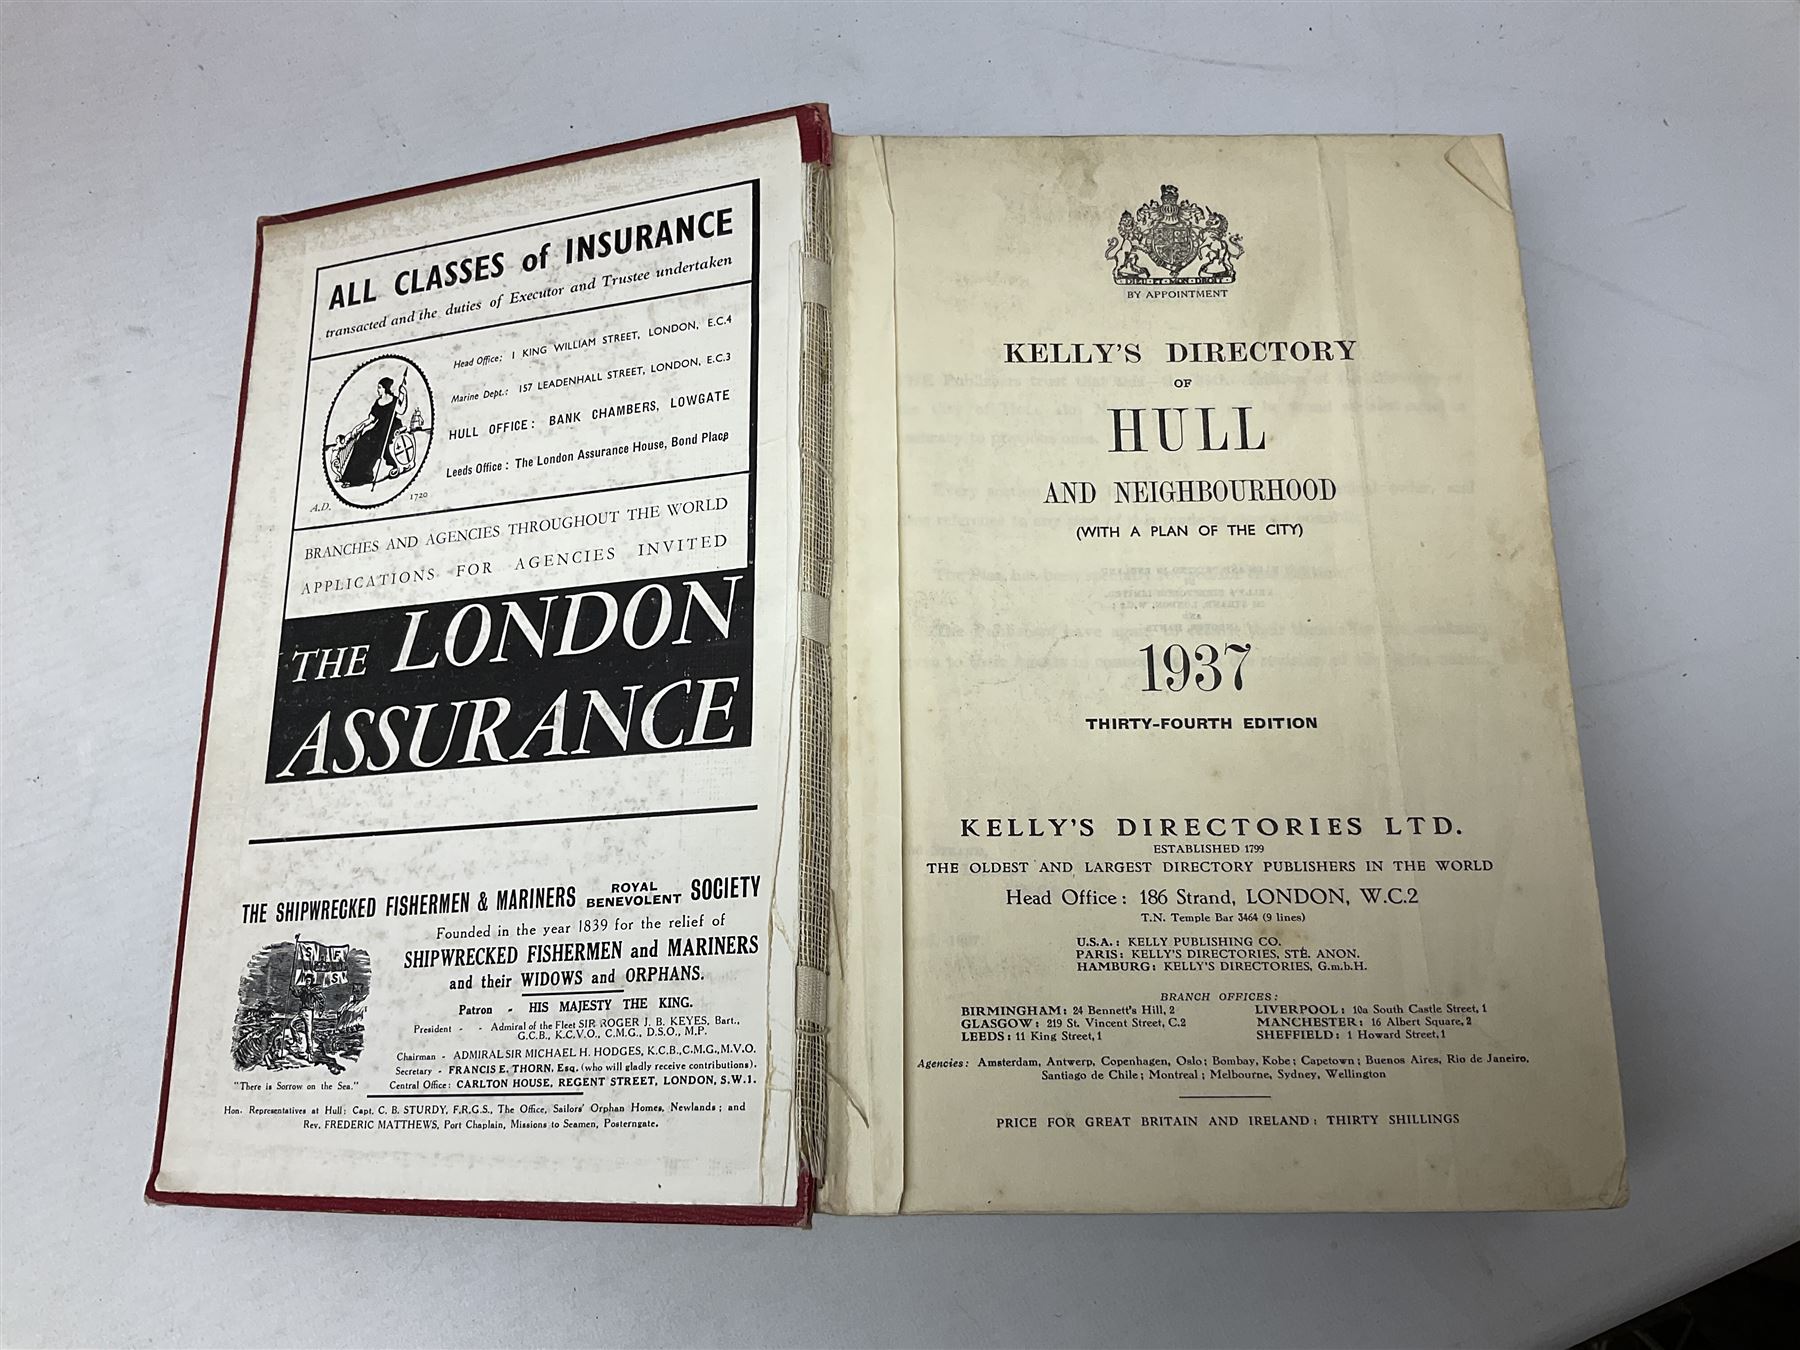 ALL CLASSES of INSURANCE
transacted and the duties of Executor and Trustee undertaken
Head Office: 1 KING WILLIAM STREET, LONDON, E.C.4
Marine Dept.: 157 LEADENHALL STREET, LONDON, E.C.3
HULL OFFICE: BANK CHAMBERS, LOWGATE
Leeds Office: The London Assurance House, Bond Place
A.D. 1720
BRANCHES AND AGENCIES THROUGHOUT THE WORLD
APPLICATIONS FOR AGENCIES INVITED
THE LONDON
ASSURANCE
THE SHIPWRECKED FISHERMEN & MARINERS ROYAL BENEVOLENT SOCIETY
Founded in the year 1839 for the relief of
SHIPWRECKED FISHERMEN and MARINERS
and their WIDOWS and ORPHANS.
Patron - HIS MAJESTY THE KING.
President - - Admiral of the Fleet SIR ROGER J. B. KEYES, Bart.,
G.C.B., K.C.V.O., C.M.G., D.S.O., M.P.
Chairman - ADMIRAL SIR MICHAEL H. HODGES, K.C.B., C.M.G., M.V.O.
Secretary - FRANCIS E. THORN, Esq. (who will gladly receive contributions).
Central Office: CARLTON HOUSE, REGENT STREET, LONDON, S.W.1.
"There is Sorrow on the Sea."
Hon. Representatives at Hull: Capt. C. B. STURDY, F.R.G.S., The Office, Sailors' Orphan Homes, Newlands; and
Rev. FREDERIC MATTHEWS, Port Chaplain, Missions to Seamen, Posterngate.
DIEU ET MON DROIT
BY APPOINTMENT
KELLY'S DIRECTORY
OF
HULL
AND NEIGHBOURHOOD
(WITH A PLAN OF THE CITY)
1937
THIRTY-FOURTH EDITION
KELLY'S DIRECTORIES LTD.
ESTABLISHED 1799
THE OLDEST AND LARGEST DIRECTORY PUBLISHERS IN THE WORLD
Head Office: 186 Strand, LONDON, W.C.2
T.N. Temple Bar 3464 (9 lines)
U.S.A.: KELLY PUBLISHING CO.
PARIS: KELLY'S DIRECTORIES, STÉ. ANON.
HAMBURG: KELLY'S DIRECTORIES, G.m.b.H.
BRANCH OFFICES:
BIRMINGHAM: 24 Bennett's Hill, 2 LIVERPOOL: 10a South Castle Street, 1
GLASGOW: 219 St. Vincent Street, C.2 MANCHESTER: 16 Albert Square, 2
LEEDS: 11 King Street, 1 SHEFFIELD: 1 Howard Street, 1
Agencies: Amsterdam, Antwerp, Copenhagen, Oslo; Bombay, Kobe; Capetown; Buenos Aires, Rio de Janeiro,
Santiago de Chile; Montreal; Melbourne, Sydney, Wellington
PRICE FOR GREAT BRITAIN AND IRELAND: THIRTY SHILLINGS